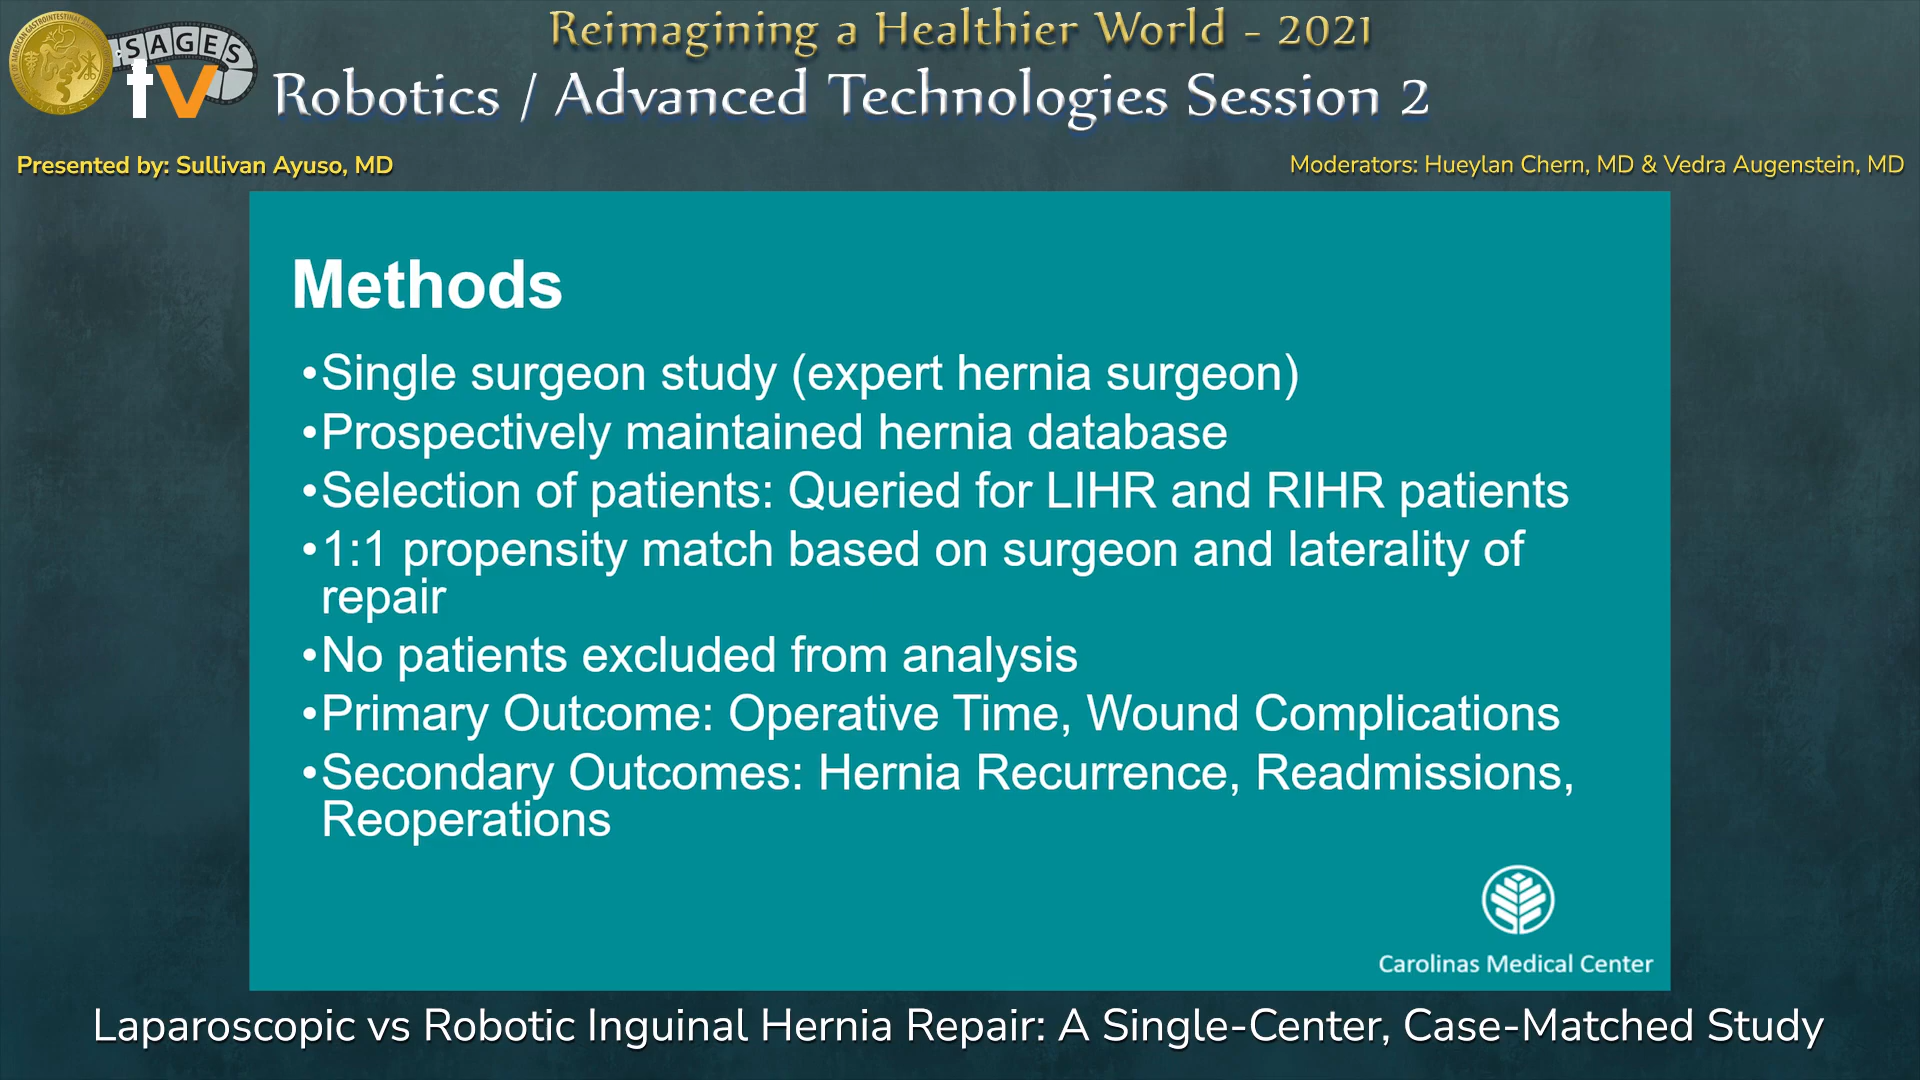 Reimagining a Healthier World - 2021
SAGES
tv
Robotics / Advanced Technologies Session 2
Presented by: Sullivan Ayuso, MD
Moderators: Hueylan Chern, MD & Vedra Augenstein, MD
Methods
•Single surgeon study (expert hernia surgeon)
•Prospectively maintained hernia database
•Selection of patients: Queried for LIHR and RIHR patients
•1:1 propensity match based on surgeon and laterality of
repair
•No patients excluded from analysis
•Primary Outcome: Operative Time, Wound Complications
•Secondary Outcomes: Hernia Recurrence, Readmissions,
Reoperations
Carolinas Medical Center
Laparoscopic vs Robotic Inguinal Hernia Repair: A Single-Center, Case-Matched Study